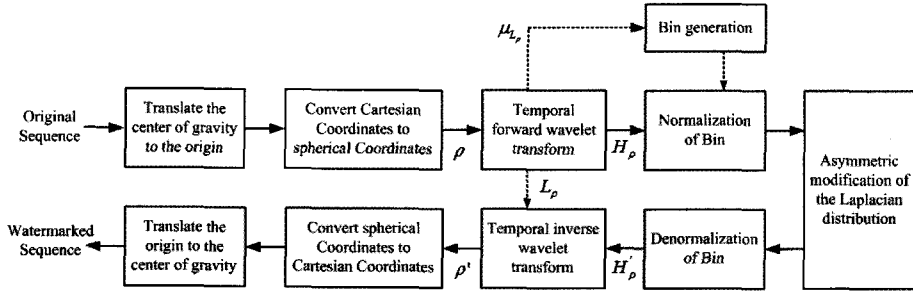 μ_{L_ρ}
Bin generation
Original
Sequence
Translate the
center of gravity
to the origin
Convert Cartesian
Coordinates to
spherical Coordinates
ρ
Temporal
forward wavelet
transform
H_ρ
Normalization
of Bin
Asymmetric
modification of
the Laplacian
distribution
L_ρ
Watermarked
Sequence
Translate the
origin to the
center of gravity
Convert spherical
Coordinates to
Cartesian Coordinates
ρ'
Temporal inverse
wavelet
transform
H'_ρ
Denormalization
of Bin